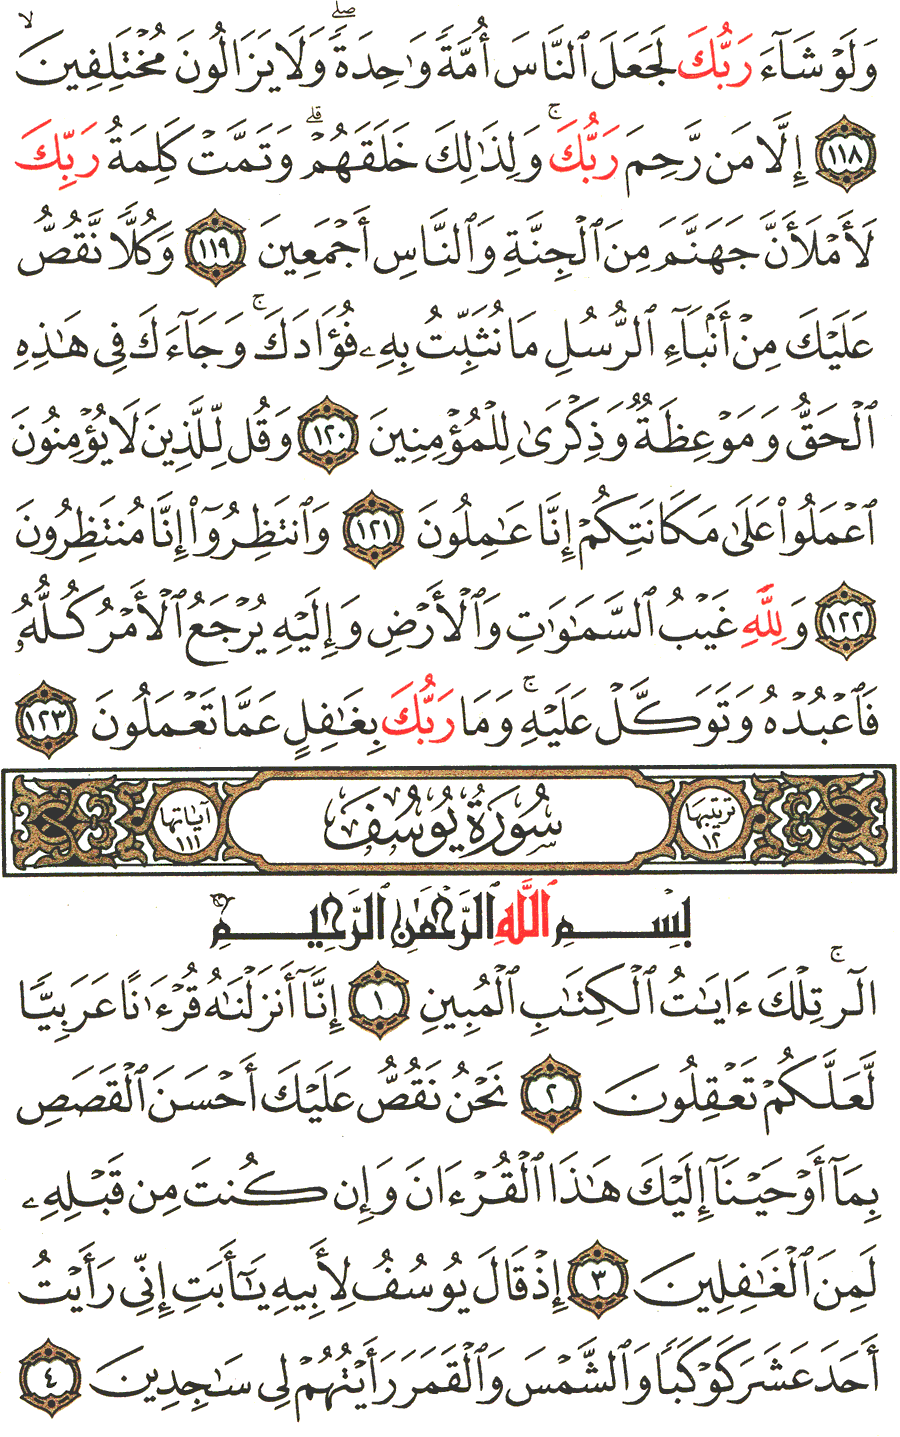 وَلَوْ شَآءَ رَبُّكَ لَجَعَلَ ٱلنَّاسَ أُمَّةً وَٰحِدَةً ۖ وَلَا يَزَالُونَ مُخْتَلِفِينَ ۙ
١١٨ إِلَّا مَن رَّحِمَ رَبُّكَ ۚ وَلِذَٰلِكَ خَلَقَهُمْ ۗ وَتَمَّتْ كَلِمَةُ رَبِّكَ
لَأَمْلَأَنَّ جَهَنَّمَ مِنَ ٱلْجِنَّةِ وَٱلنَّاسِ أَجْمَعِينَ ١١٩ وَكُلًّا نَّقُصُّ
عَلَيْكَ مِنْ أَنۢبَآءِ ٱلرُّسُلِ مَا نُثَبِّتُ بِهِۦ فُؤَادَكَ ۚ وَجَآءَكَ فِى هَٰذِهِ
ٱلْحَقُّ وَمَوْعِظَةٌ وَذِكْرَىٰ لِلْمُؤْمِنِينَ ١٢٠ وَقُل لِّلَّذِينَ لَا يُؤْمِنُونَ
ٱعْمَلُوا۟ عَلَىٰ مَكَانَتِكُمْ إِنَّا عَٰمِلُونَ ١٢١ وَٱنتَظِرُوٓا۟ إِنَّا مُنتَظِرُونَ
١٢٢ وَلِلَّهِ غَيْبُ ٱلسَّمَٰوَٰتِ وَٱلْأَرْضِ وَإِلَيْهِ يُرْجَعُ ٱلْأَمْرُ كُلُّهُۥ
فَٱعْبُدْهُ وَتَوَكَّلْ عَلَيْهِ ۚ وَمَا رَبُّكَ بِغَٰفِلٍ عَمَّا تَعْمَلُونَ ١٢٣
ترتيبها ١٢ سُورَةُ يُوسُفَ آياتها ١١١
بِسْمِ ٱللَّهِ ٱلرَّحْمَٰنِ ٱلرَّحِيمِ
الٓر ۚ تِلْكَ ءَايَٰتُ ٱلْكِتَٰبِ ٱلْمُبِينِ ١ إِنَّآ أَنزَلْنَٰهُ قُرْءَٰنًا عَرَبِيًّا
لَّعَلَّكُمْ تَعْقِلُونَ ٢ نَحْنُ نَقُصُّ عَلَيْكَ أَحْسَنَ ٱلْقَصَصِ
بِمَآ أَوْحَيْنَآ إِلَيْكَ هَٰذَا ٱلْقُرْءَانَ وَإِن كُنتَ مِن قَبْلِهِۦ
لَمِنَ ٱلْغَٰفِلِينَ ٣ إِذْ قَالَ يُوسُفُ لِأَبِيهِ يَٰٓأَبَتِ إِنِّى رَأَيْتُ
أَحَدَ عَشَرَ كَوْكَبًا وَٱلشَّمْسَ وَٱلْقَمَرَ رَأَيْتُهُمْ لِى سَٰجِدِينَ ٤